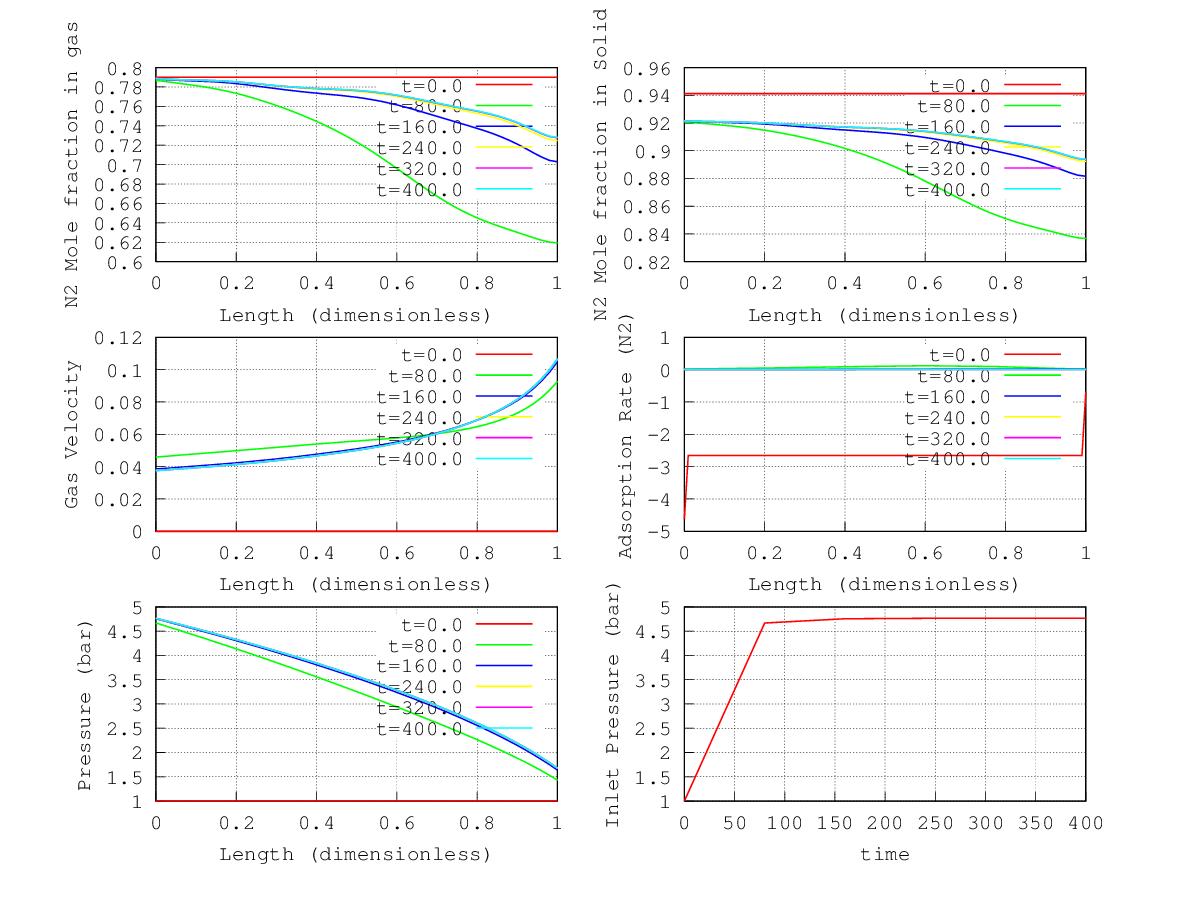 N2 Mole fraction in gas
0.8
0.78
0.76
0.74
0.72
0.7
0.68
0.66
0.64
0.62
0.6
t=0.0
t=80.0
t=160.0
t=240.0
t=320.0
t=400.0
0 0.2 0.4 0.6 0.8 1
Length (dimensionless)
N2 Mole fraction in Solid
0.96
0.94
0.92
0.9
0.88
0.86
0.84
0.82
t=0.0
t=80.0
t=160.0
t=240.0
t=320.0
t=400.0
0 0.2 0.4 0.6 0.8 1
Length (dimensionless)
Gas Velocity
0.12
0.1
0.08
0.06
0.04
0.02
0
t=0.0
t=80.0
t=160.0
t=240.0
t=320.0
t=400.0
0 0.2 0.4 0.6 0.8 1
Length (dimensionless)
Adsorption Rate (N2)
1
0
-1
-2
-3
-4
-5
t=0.0
t=80.0
t=160.0
t=240.0
t=320.0
t=400.0
0 0.2 0.4 0.6 0.8 1
Length (dimensionless)
Pressure (bar)
5
4.5
4
3.5
3
2.5
2
1.5
1
t=0.0
t=80.0
t=160.0
t=240.0
t=320.0
t=400.0
0 0.2 0.4 0.6 0.8 1
Length (dimensionless)
Inlet Pressure (bar)
5
4.5
4
3.5
3
2.5
2
1.5
1
0 50 100 150 200 250 300 350 400
time